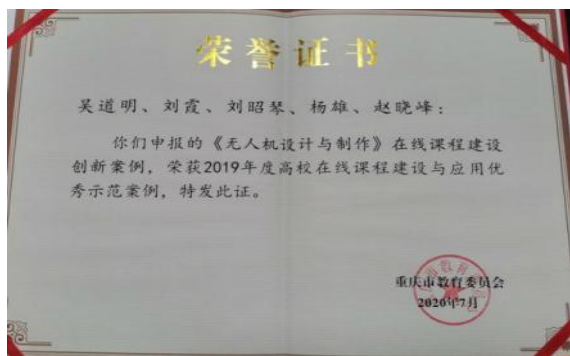 荣誉证书
吴道明、刘霞、刘昭琴、杨雄、赵晓峰：
你们申报的《无人机设计与制作》在线课程建设
创新案例，荣获2019年度高校在线课程建设与应用优
秀示范案例，特发此证。
重庆市教育委员会
2020年7月